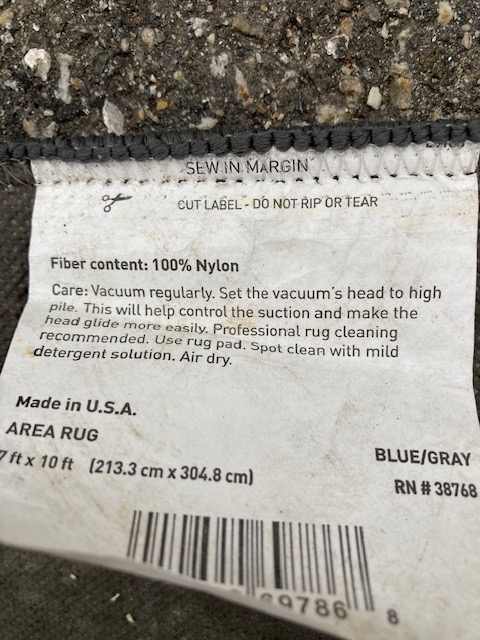 SEW IN MARGIN
CUT LABEL - DO NOT RIP OR TEAR
Fiber content: 100% Nylon
Care: Vacuum regularly. Set the vacuum's head to high
pile. This will help control the suction and make the
head glide more easily. Professional rug cleaning
recommended. Use rug pad. Spot clean with mild
detergent solution. Air dry.
Made in U.S.A.
AREA RUG
7 ft x 10 ft (213.3 cm x 304.8 cm)
BLUE/GRAY
RN # 38768
69786 8